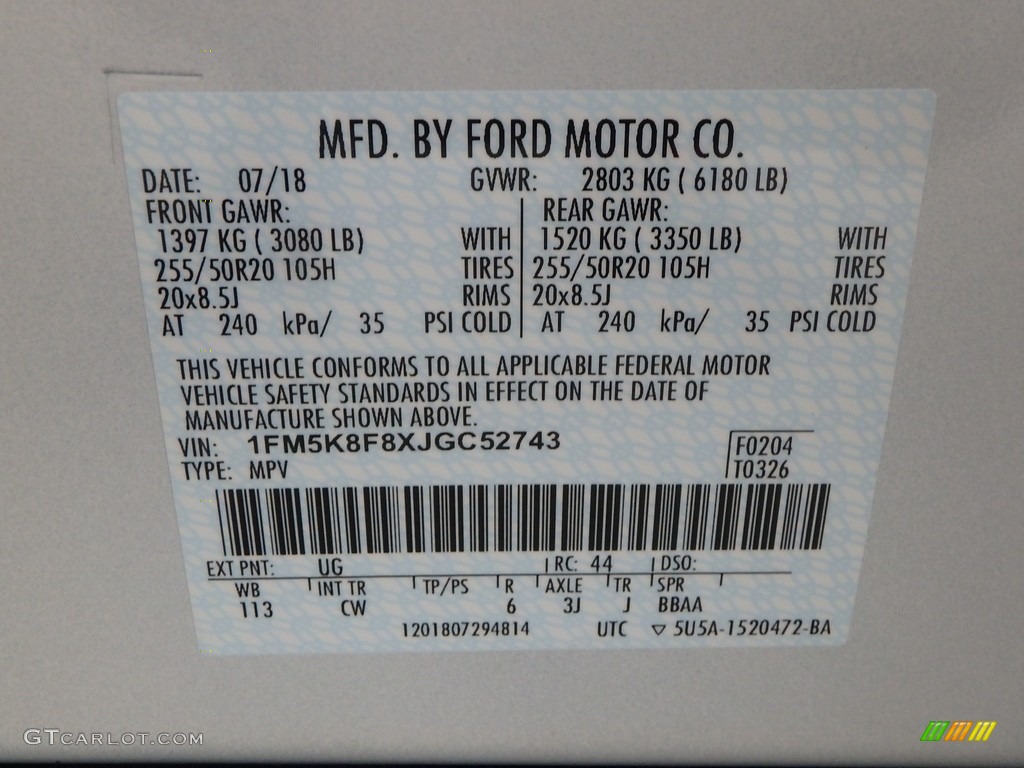 MFD. BY FORD MOTOR CO.
DATE: 07/18 GVWR: 2803 KG ( 6180 LB)
FRONT GAWR: REAR GAWR:
1397 KG ( 3080 LB) WITH 1520 KG ( 3350 LB) WITH
255/50R20 105H TIRES 255/50R20 105H TIRES
20x8.5J RIMS 20x8.5J RIMS
AT 240 kPa/ 35 PSI COLD AT 240 kPa/ 35 PSI COLD
THIS VEHICLE CONFORMS TO ALL APPLICABLE FEDERAL MOTOR
VEHICLE SAFETY STANDARDS IN EFFECT ON THE DATE OF
MANUFACTURE SHOWN ABOVE.
VIN: 1FM5K8F8XJGC52743 F0204
TYPE: MPV T0326
EXT PNT: UG RC: 44 DSO:
WB INT TR TP/PS R AXLE TR SPR
113 CW 6 3J J BBAA
1201807294814 UTC ▽ 5U5A-1520472-BA
GTCARLOT.COM